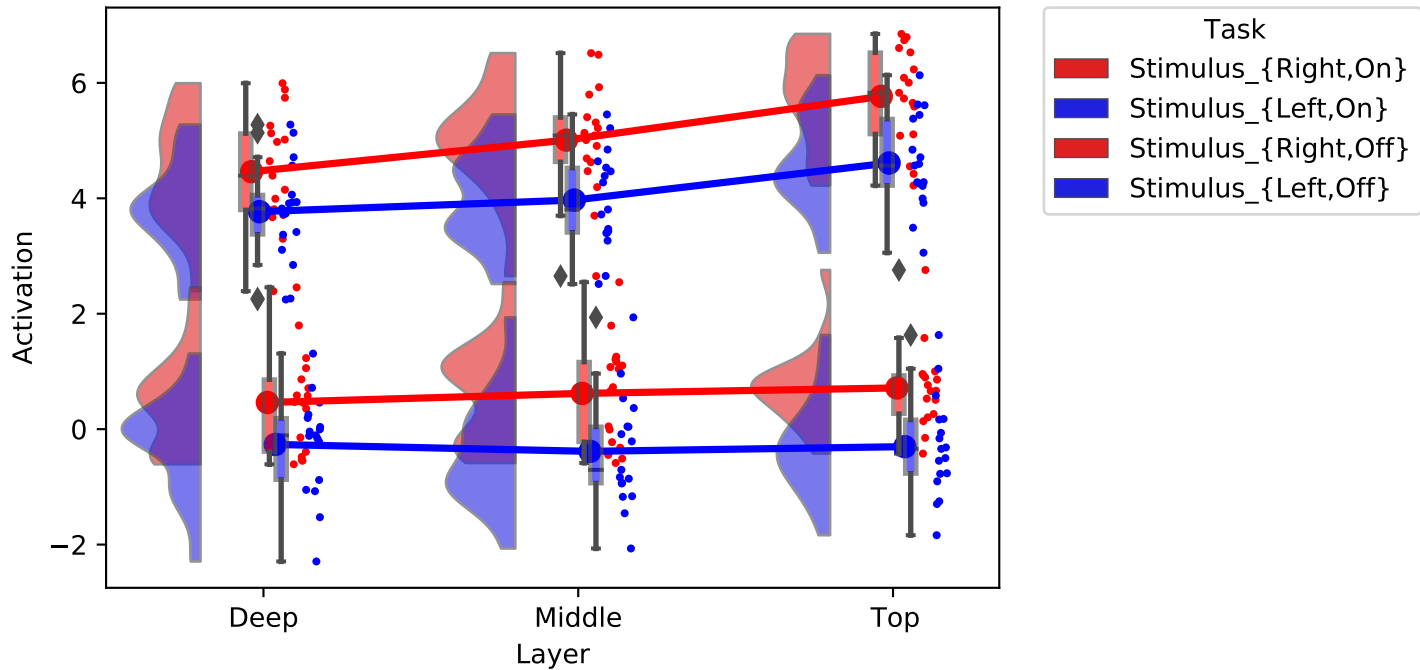 Task
Stimulus_{Right,On}
Stimulus_{Left,On}
Stimulus_{Right,Off}
Stimulus_{Left,Off}
Activation
6
4
2
0
−2
Deep
Middle
Top
Layer